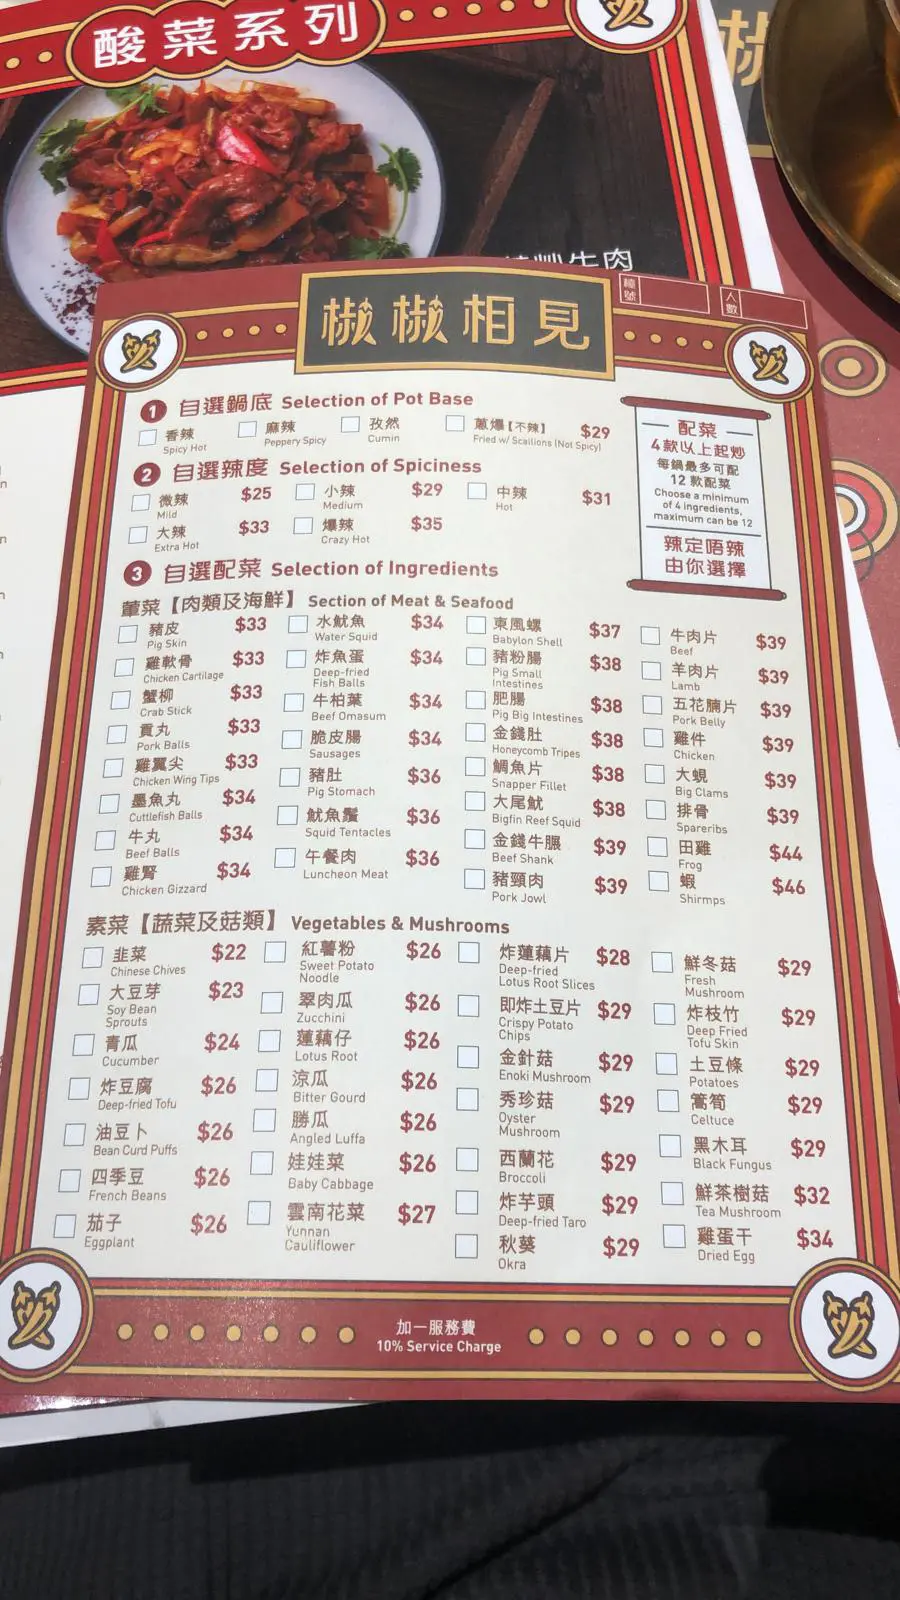 酸菜系列
炒牛肉
檯號
人數
椒椒相見
1 自選鍋底 Selection of Pot Base
香辣 Spicy Hot
麻辣 Peppery Spicy
孜然 Cumin
蔥爆【不辣】 $29
Fried w/ Scallions (Not Spicy)
2 自選辣度 Selection of Spiciness
微辣 $25
Mild
小辣 $29
Medium
中辣 $31
Hot
大辣 $33
Extra Hot
爆辣 $35
Crazy Hot
配菜
4款以上起炒
每鍋最多可配
12款配菜
Choose a minimum
of 4 ingredients,
maximum can be 12
辣定唔辣
由你選擇
3 自選配菜 Selection of Ingredients
葷菜【肉類及海鮮】 Section of Meat & Seafood
豬皮 $33
Pig Skin
雞軟骨 $33
Chicken Cartilage
蟹柳 $33
Crab Stick
貢丸 $33
Pork Balls
雞翼尖 $33
Chicken Wing Tips
墨魚丸 $34
Cuttlefish Balls
牛丸 $34
Beef Balls
雞腎 $34
Chicken Gizzard
水魷魚 $34
Water Squid
炸魚蛋 $34
Deep-fried
Fish Balls
牛柏葉 $34
Beef Omasum
脆皮腸 $34
Sausages
豬肚 $36
Pig Stomach
魷魚鬚 $36
Squid Tentacles
午餐肉 $36
Luncheon Meat
東風螺 $37
Babylon Shell
豬粉腸 $38
Pig Small
Intestines
肥腸 $38
Pig Big Intestines
金錢肚 $38
Honeycomb Tripes
鯛魚片 $38
Snapper Fillet
大尾魷 $38
Bigfin Reef Squid
金錢牛𦟌 $39
Beef Shank
豬頸肉 $39
Pork Jowl
牛肉片 $39
Beef
羊肉片 $39
Lamb
五花腩片 $39
Pork Belly
雞件 $39
Chicken
大蜆 $39
Big Clams
排骨 $39
Spareribs
田雞 $44
Frog
蝦 $46
Shirmps
素菜【蔬菜及菇類】 Vegetables & Mushrooms
韭菜 $22
Chinese Chives
大豆芽 $23
Soy Bean
Sprouts
青瓜 $24
Cucumber
炸豆腐 $26
Deep-fried Tofu
油豆卜 $26
Bean Curd Puffs
四季豆 $26
French Beans
茄子 $26
Eggplant
紅薯粉 $26
Sweet Potato
Noodle
翠肉瓜 $26
Zucchini
蓮藕仔 $26
Lotus Root
涼瓜 $26
Bitter Gourd
勝瓜 $26
Angled Luffa
娃娃菜 $26
Baby Cabbage
雲南花菜 $27
Yunnan
Cauliflower
炸蓮藕片 $28
Deep-fried
Lotus Root Slices
即炸土豆片 $29
Crispy Potato
Chips
金針菇 $29
Enoki Mushroom
秀珍菇 $29
Oyster
Mushroom
西蘭花 $29
Broccoli
炸芋頭 $29
Deep-fried Taro
秋葵 $29
Okra
鮮冬菇 $29
Fresh
Mushroom
炸枝竹 $29
Deep Fried
Tofu Skin
土豆條 $29
Potatoes
篙筍 $29
Celtuce
黑木耳 $29
Black Fungus
鮮茶樹菇 $32
Tea Mushroom
雞蛋干 $34
Dried Egg
加一服務費
10% Service Charge